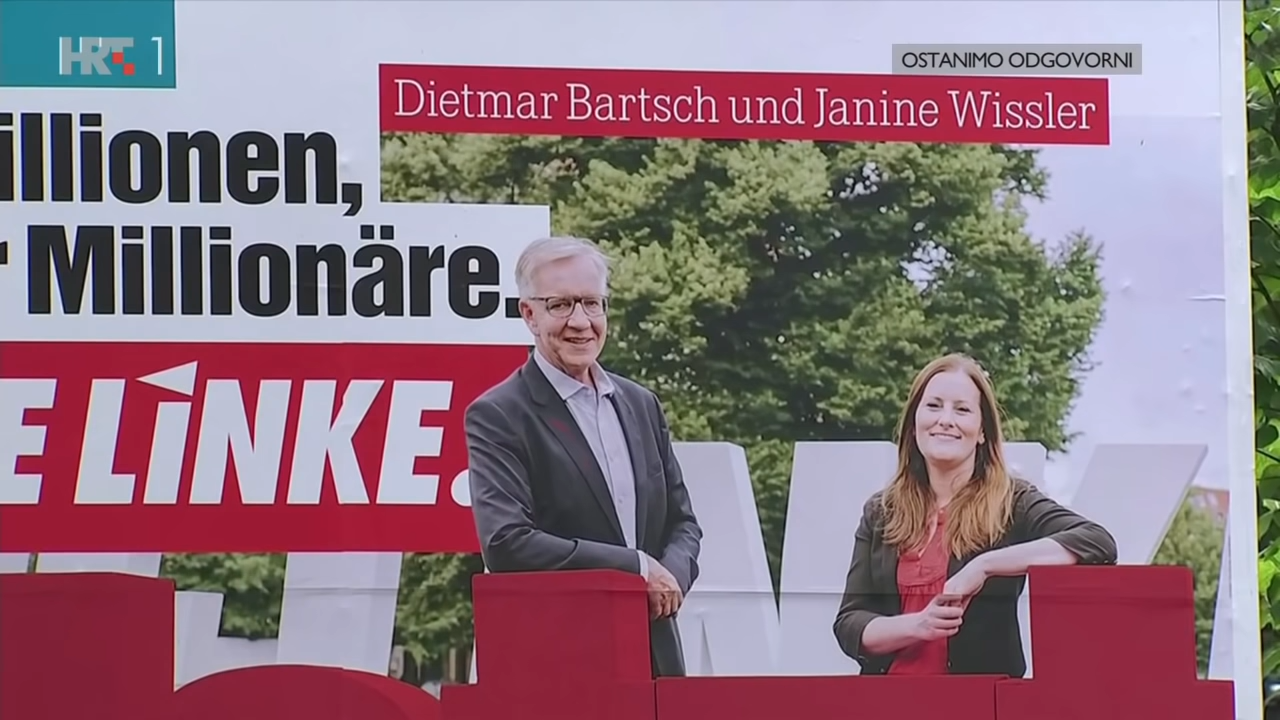 HRT 1
OSTANIMO ODGOVORNI
Dietmar Bartsch und Janine Wissler
illionen,
Millionäre.
E LINKE.